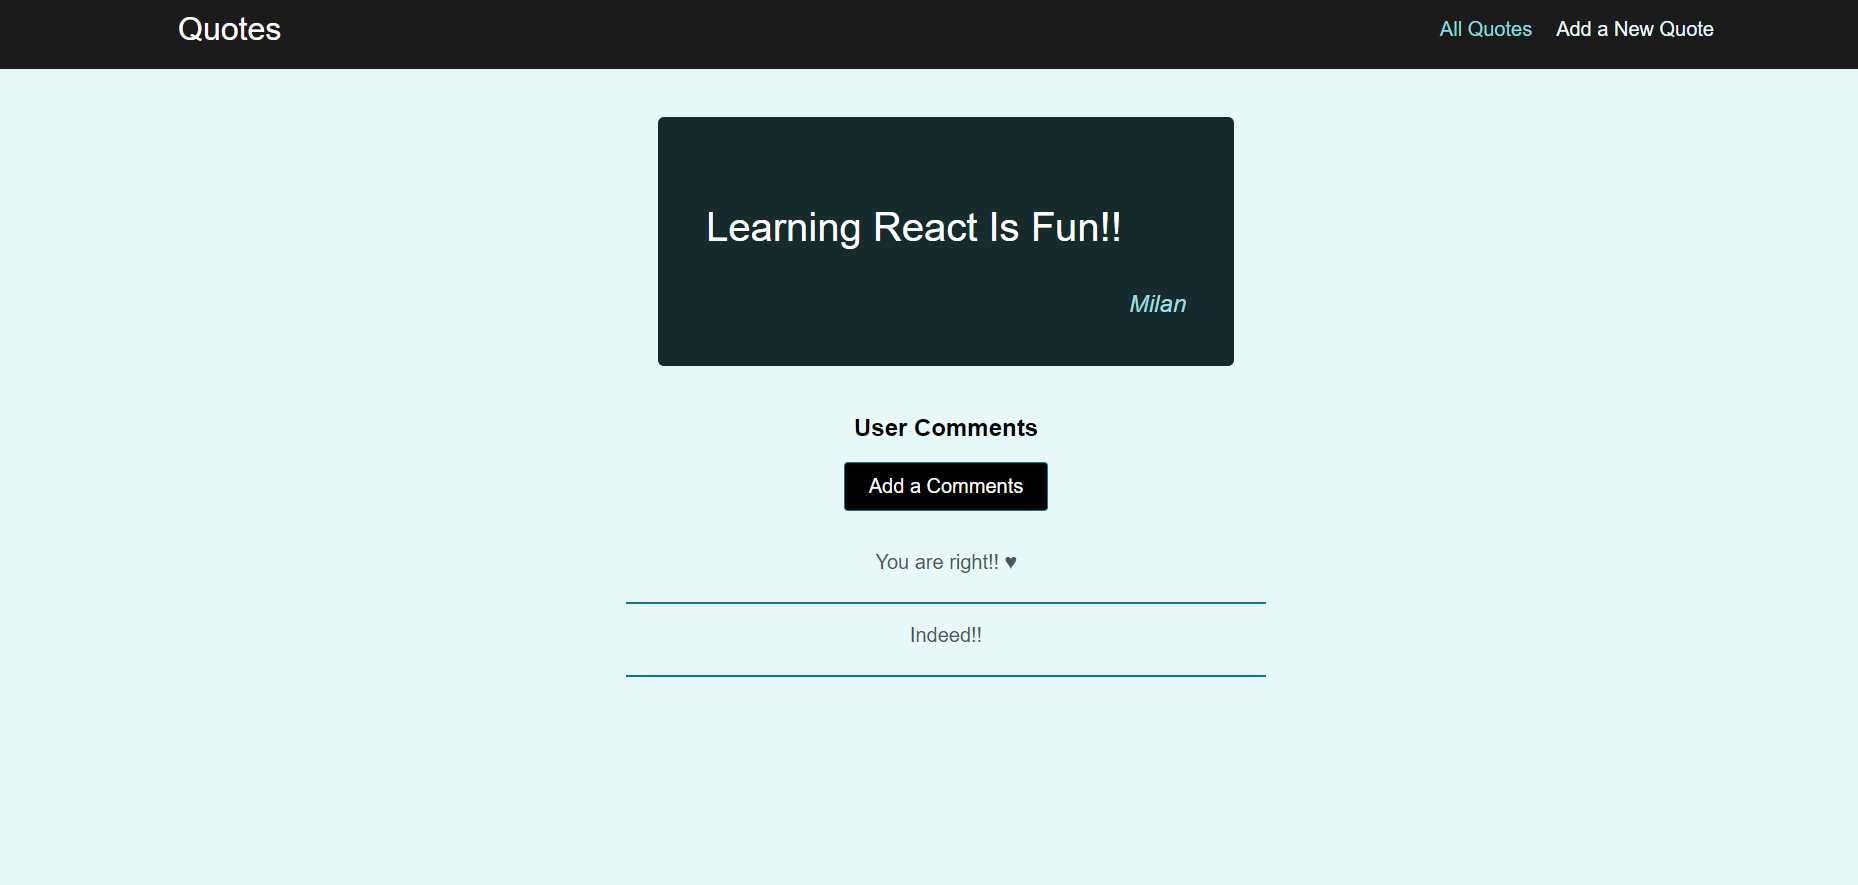 Quotes
All Quotes
Add a New Quote
Learning React Is Fun!!
Milan
User Comments
Add a Comments
You are right!! ♥
Indeed!!